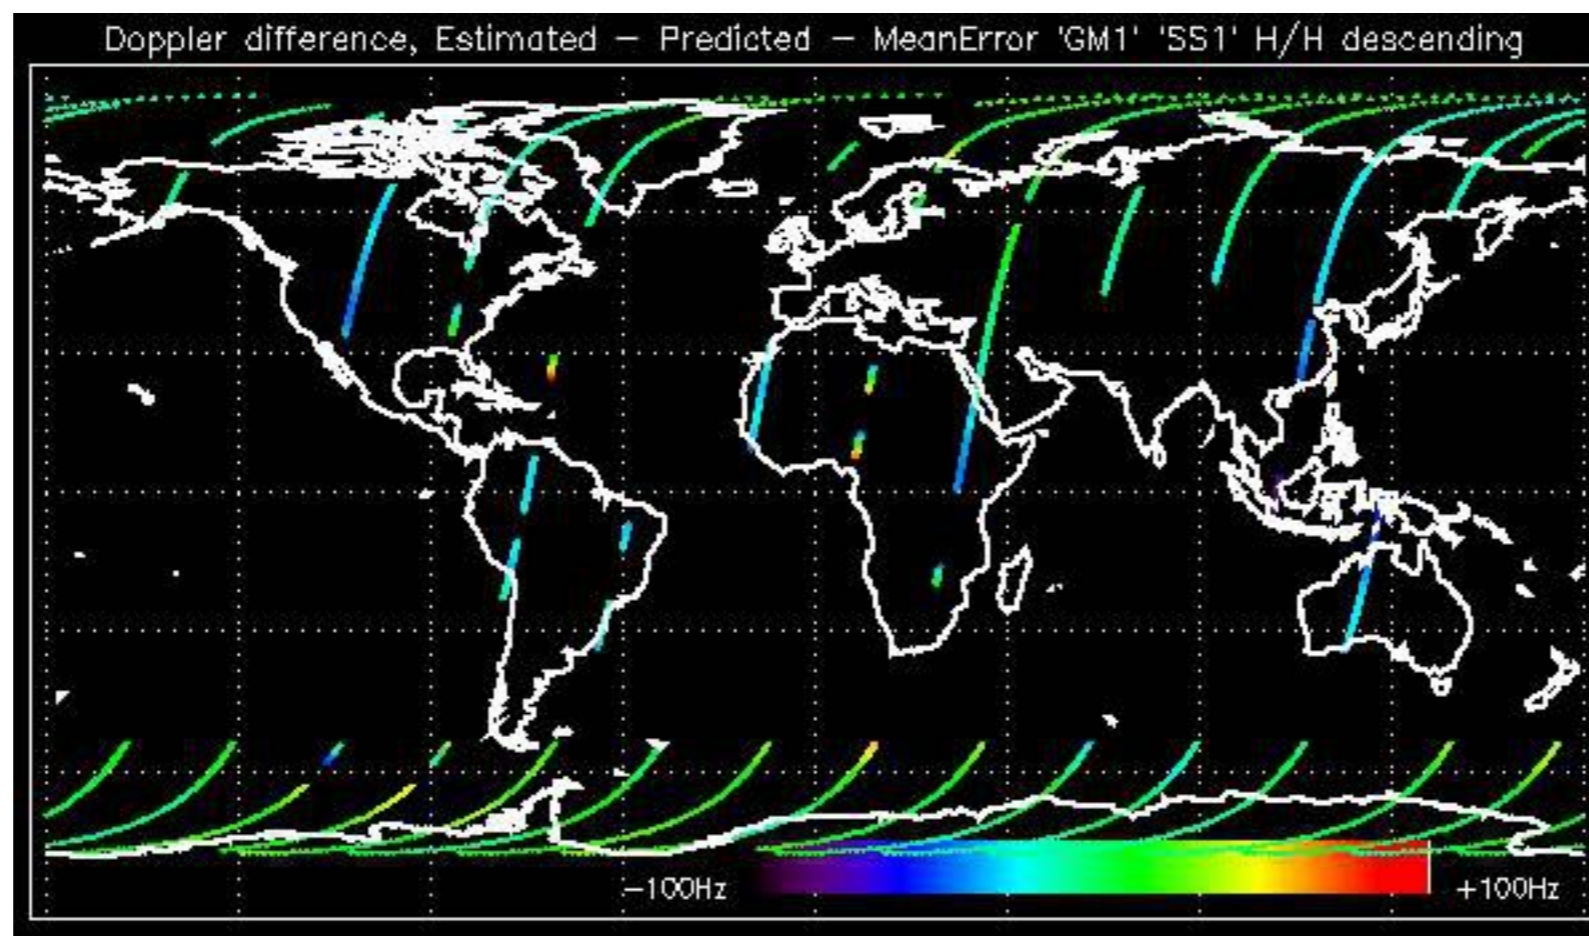 Doppler difference, Estimated – Predicted – MeanError 'GM1' 'SS1' H/H descending
–100Hz +100Hz